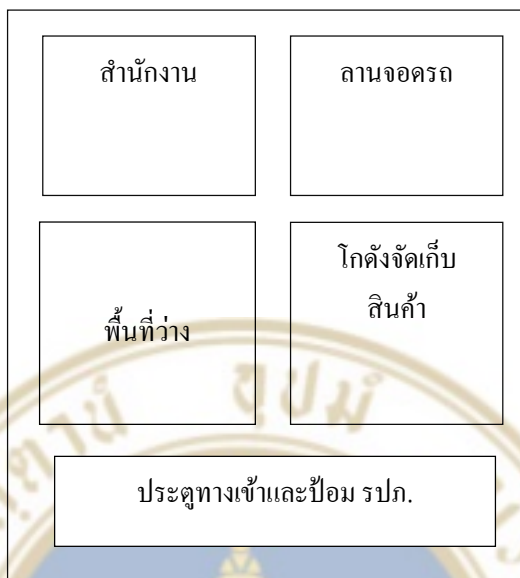 สำนักงาน
ลานจอดรถ
พื้นที่ว่าง
โกดังจัดเก็บ
สินค้า
ประตูทางเข้าและป้อม รปภ.